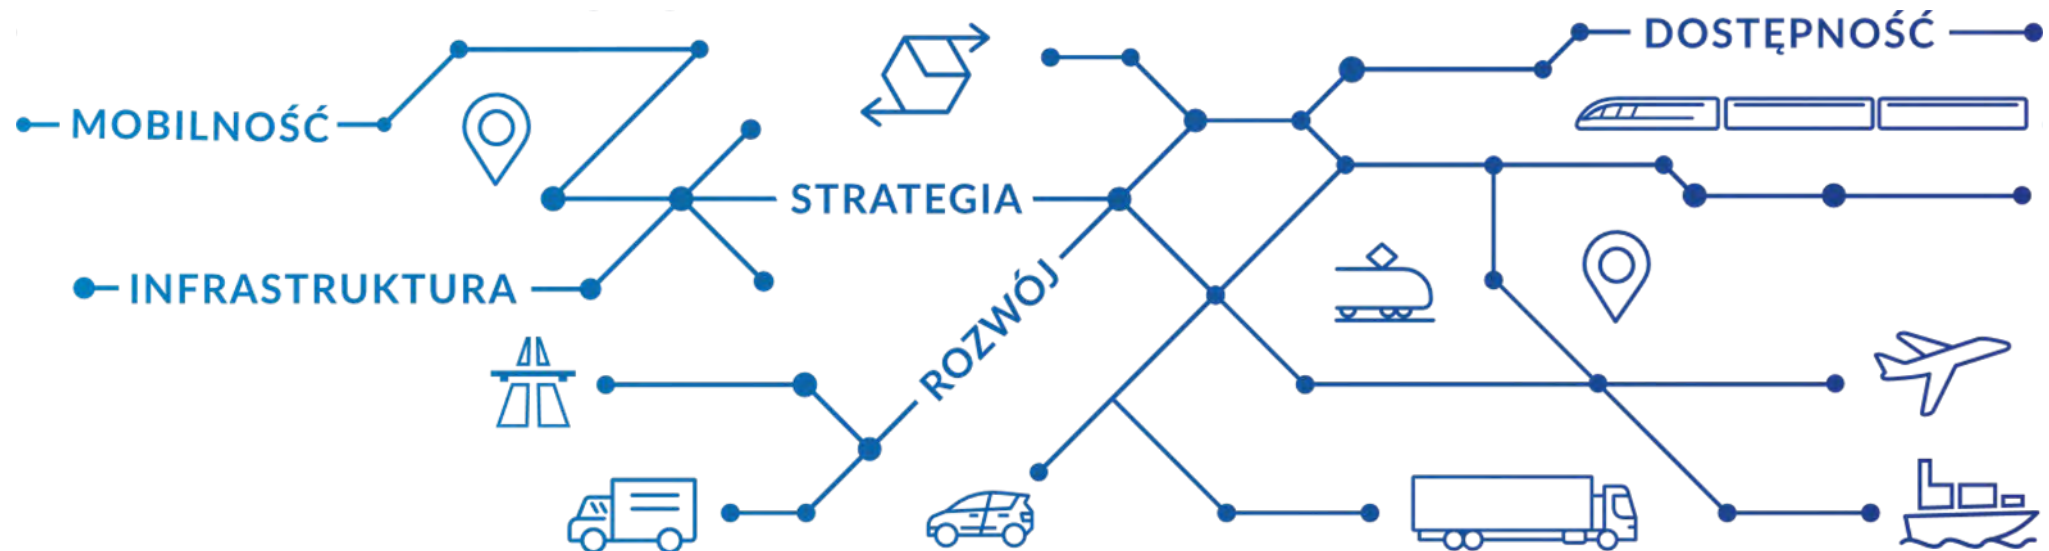 DOSTĘPNOŚĆ
MOBILNOŚĆ
STRATEGIA
INFRASTRUKTURA
ROZWÓJ